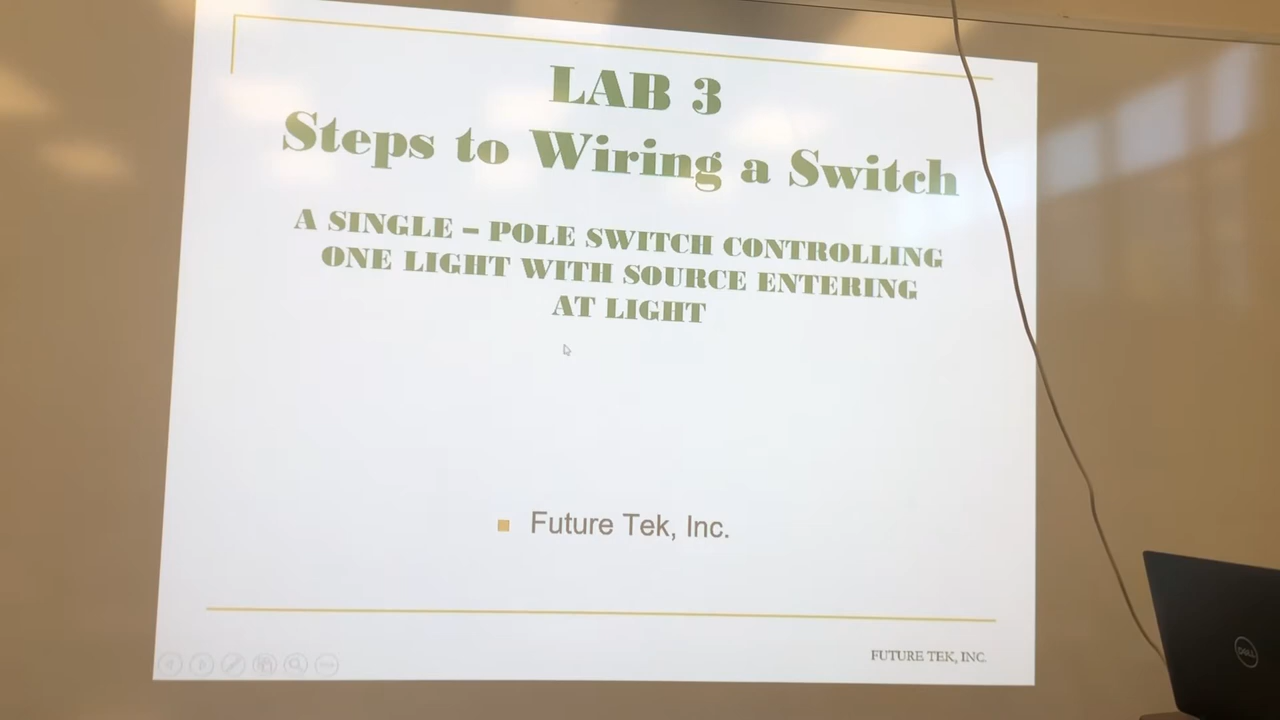 LAB 3
Steps to Wiring a Switch
A SINGLE – POLE SWITCH CONTROLLING
ONE LIGHT WITH SOURCE ENTERING
AT LIGHT
Future Tek, Inc.
FUTURE TEK, INC.
DELL